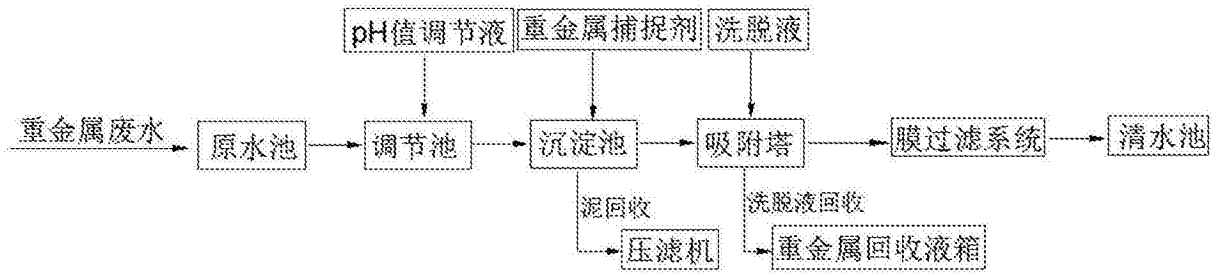 pH值调节液
重金属捕捉剂
洗脱液
重金属废水
原水池
调节池
沉淀池
吸附塔
膜过滤系统
清水池
泥回收
洗脱液回收
压滤机
重金属回收液箱